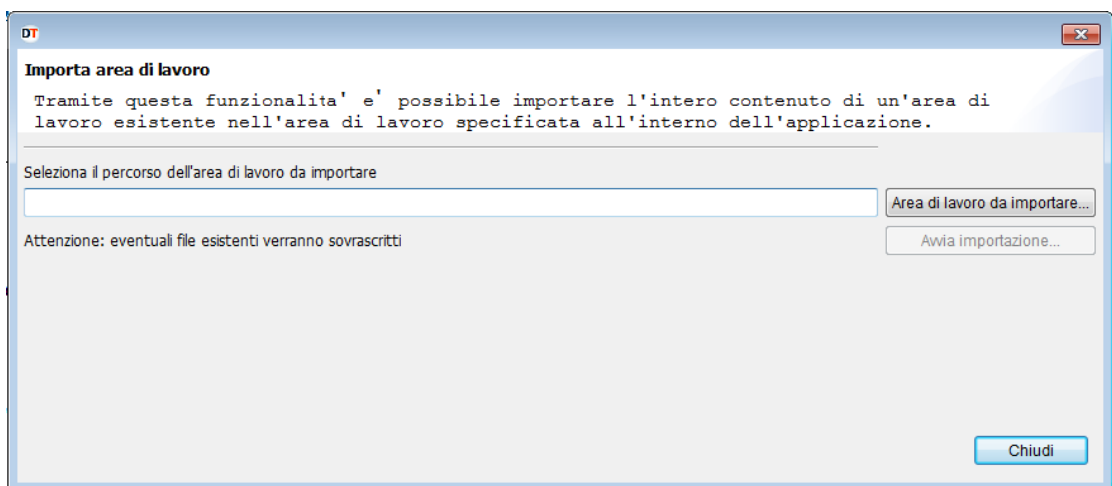 DT
Importa area di lavoro
Tramite questa funzionalita' e' possibile importare l'intero contenuto di un'area di
lavoro esistente nell'area di lavoro specificata all'interno dell'applicazione.
Seleziona il percorso dell'area di lavoro da importare
Area di lavoro da importare...
Attenzione: eventuali file esistenti verranno sovrascritti
Avvia importazione...
Chiudi